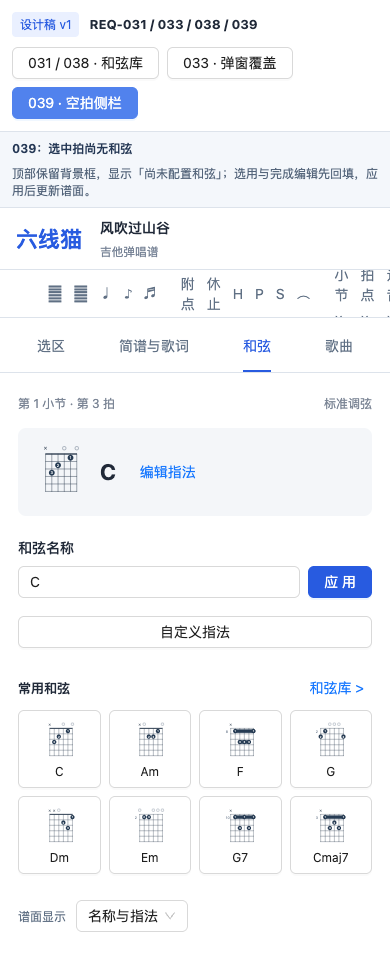 设计稿 v1 REQ-031 / 033 / 038 / 039
031 / 038 · 和弦库
033 · 弹窗覆盖
039 · 空拍侧栏
039：选中拍尚无和弦
顶部保留背景框，显示「尚未配置和弦」；选用与完成编辑先回填，应
用后更新谱面。
六线猫
风吹过山谷
吉他弹唱谱
附点 休止 H P S
小节 拍点
选区 简谱与歌词 和弦 歌曲
第 1 小节 · 第 3 拍 标准调弦
C 编辑指法
和弦名称
C 应 用
自定义指法
常用和弦 和弦库 >
C Am F G
Dm Em G7 Cmaj7
谱面显示 名称与指法